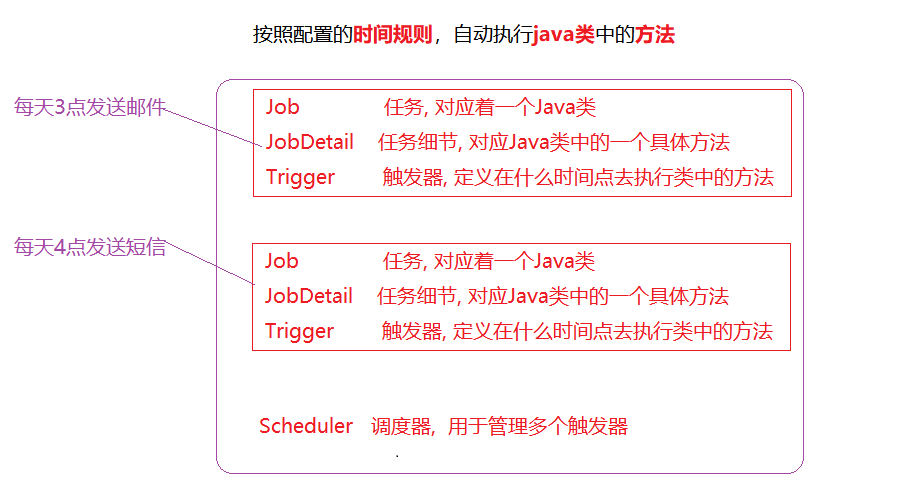 按照配置的时间规则，自动执行java类中的方法
每天3点发送邮件
Job 任务, 对应着一个Java类
JobDetail 任务细节, 对应Java类中的一个具体方法
Trigger 触发器, 定义在什么时间点去执行类中的方法
每天4点发送短信
Job 任务, 对应着一个Java类
JobDetail 任务细节, 对应Java类中的一个具体方法
Trigger 触发器, 定义在什么时间点去执行类中的方法
Scheduler 调度器, 用于管理多个触发器